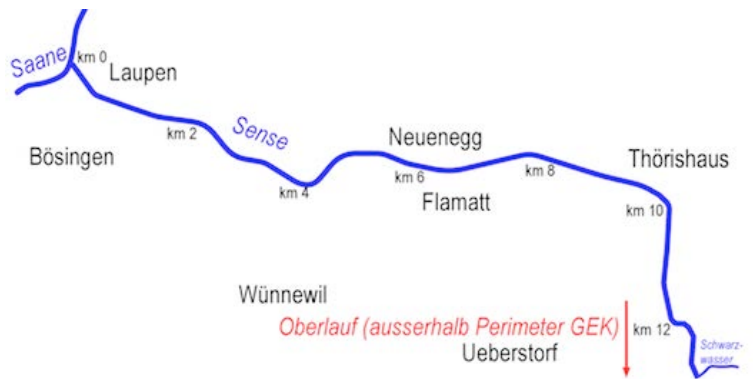 Saane
km 0
Laupen
km 2
Sense
Bösingen
km 4
Neuenegg
km 6
Flamatt
km 8
Thörishaus
km 10
Wünnewil
Oberlauf (ausserhalb Perimeter GEK)
km 12
Ueberstorf
Schwarz-
wasser